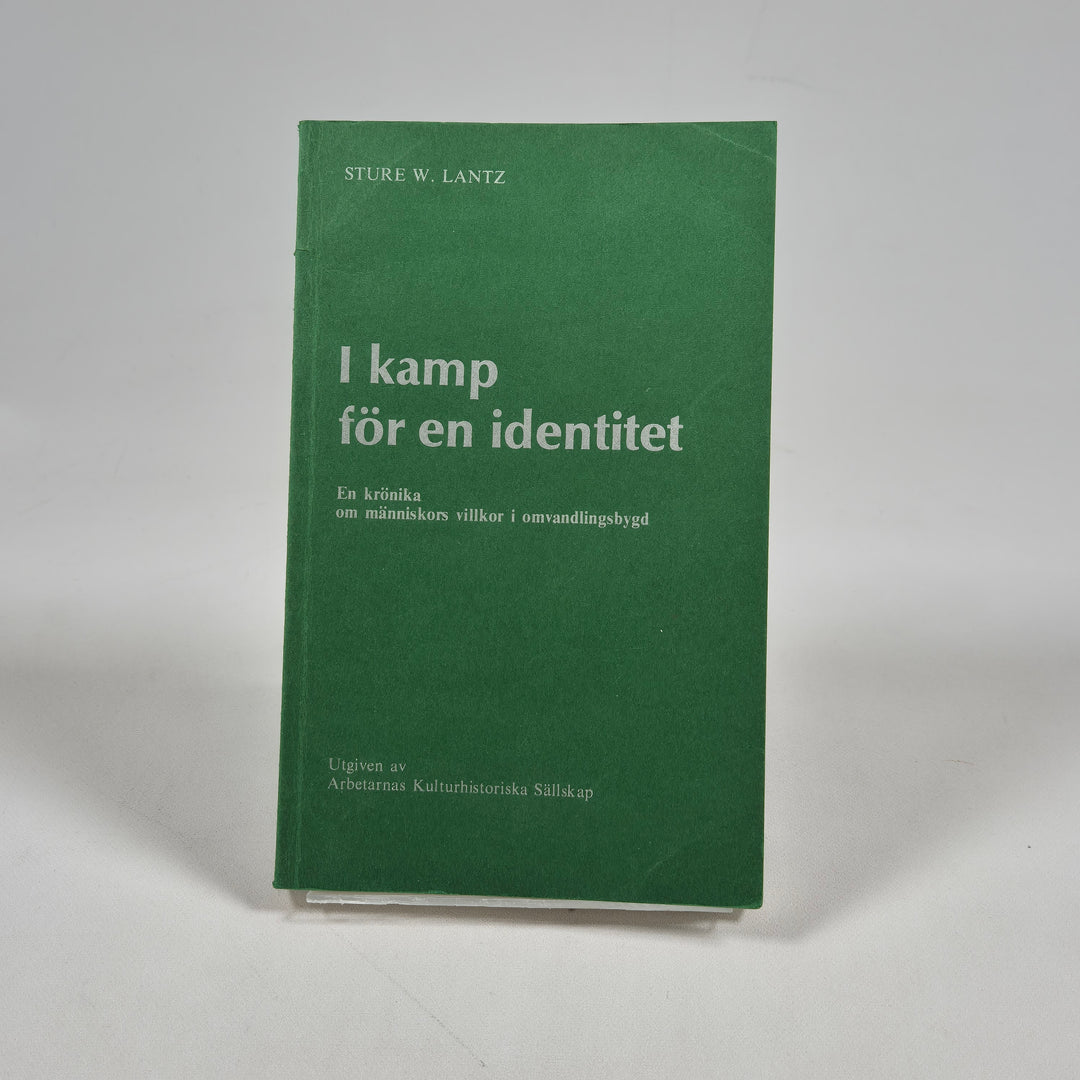 STURE W. LANTZ
I kamp
för en identitet
En krönika
om människors villkor i omvandlingsbygd
Utgiven av
Arbetarnas Kulturhistoriska Sällskap